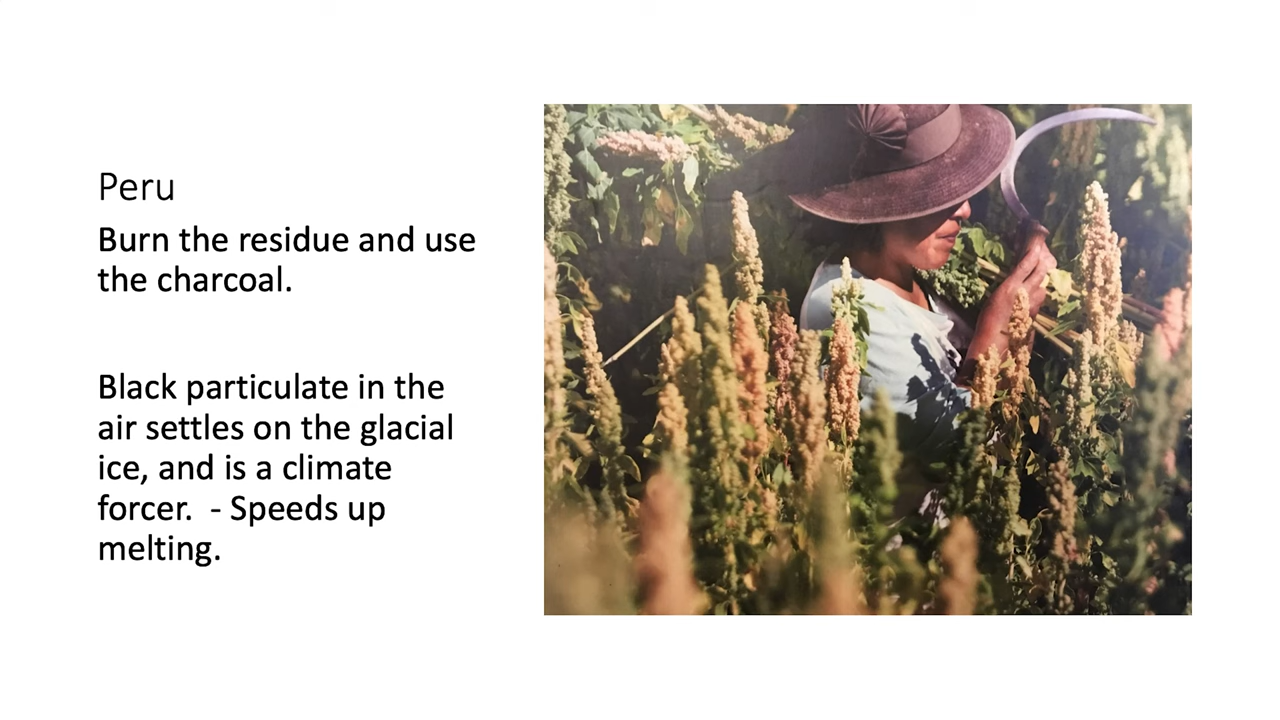 Peru
Burn the residue and use
the charcoal.
Black particulate in the
air settles on the glacial
ice, and is a climate
forcer.  - Speeds up
melting.